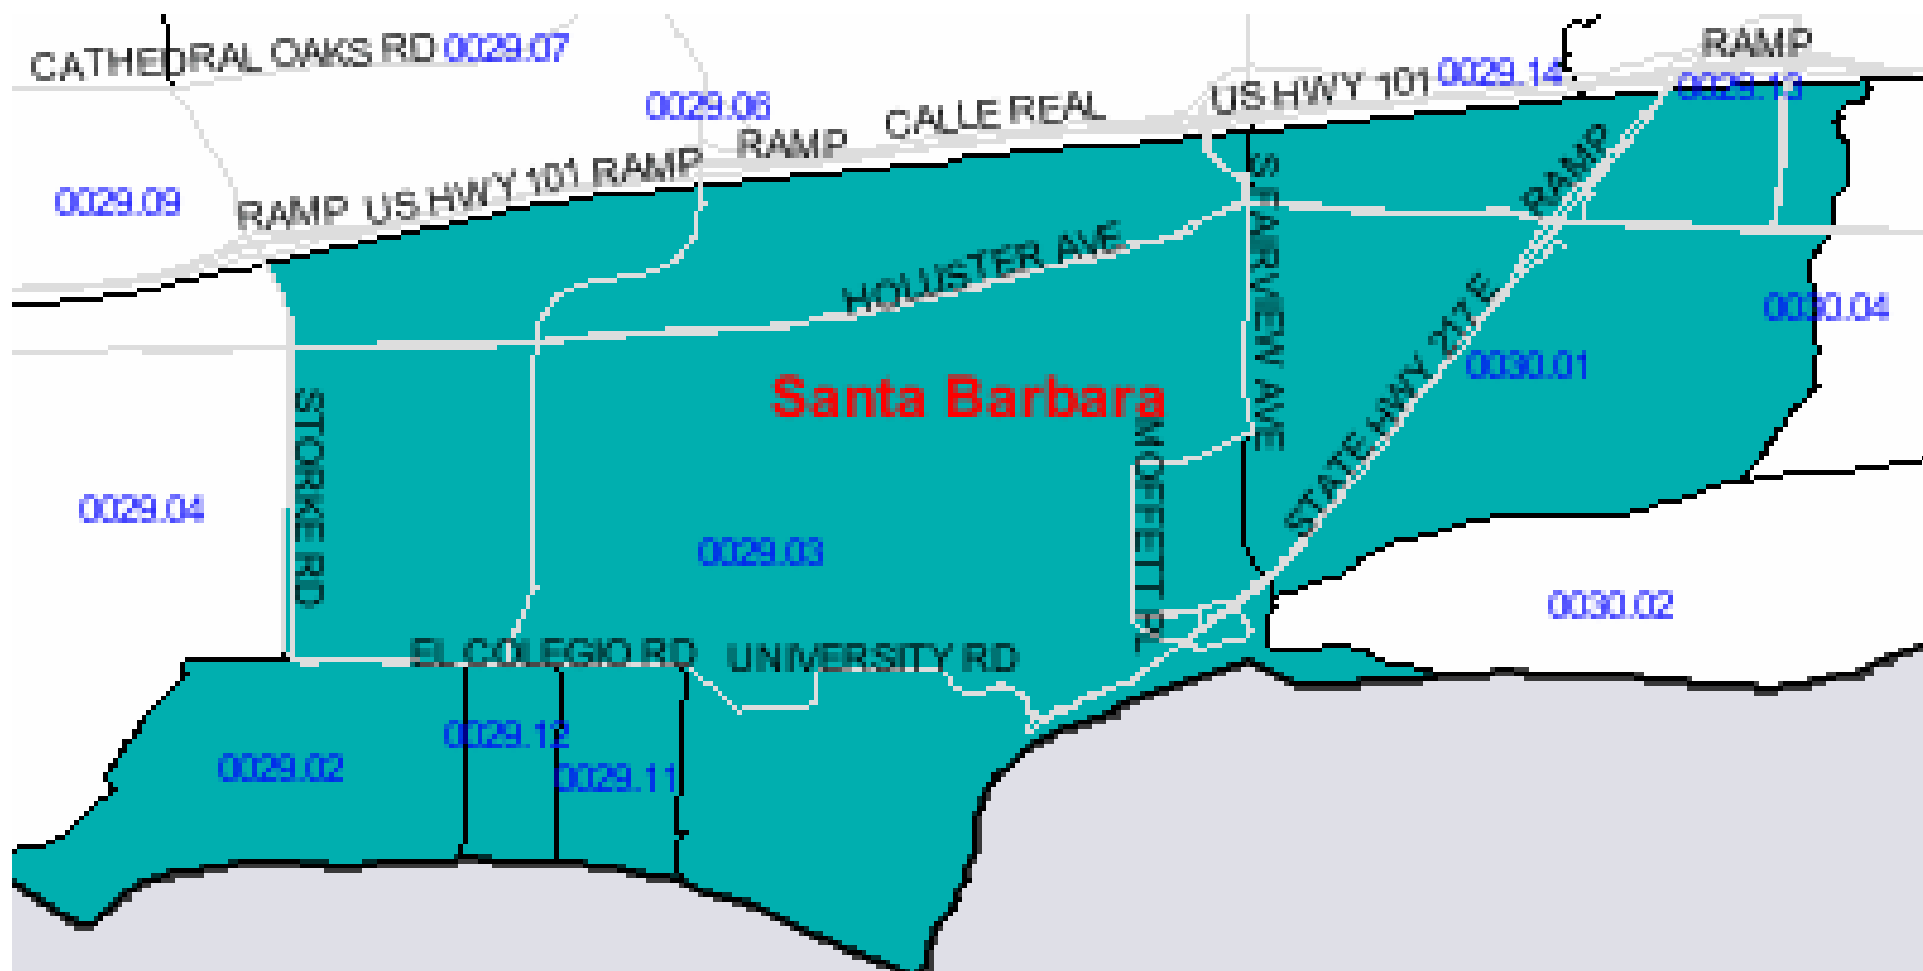 CATHEDRAL OAKS RD
0029.07
RAMP
0029.06
CALLE REAL
US HWY 101
0029.14
0029.13
RAMP
US HWY 101
RAMP
RAMP
0029.09
RAMP
HOLLISTER AVE
S FAIRVIEW AVE
STATE HWY 217 E
0030.04
0030.01
Santa Barbara
STORKE RD
MOFFETT PL
0029.04
0029.03
0030.02
EL COLEGIO RD
UNIVERSITY RD
0029.12
0029.02
0029.11